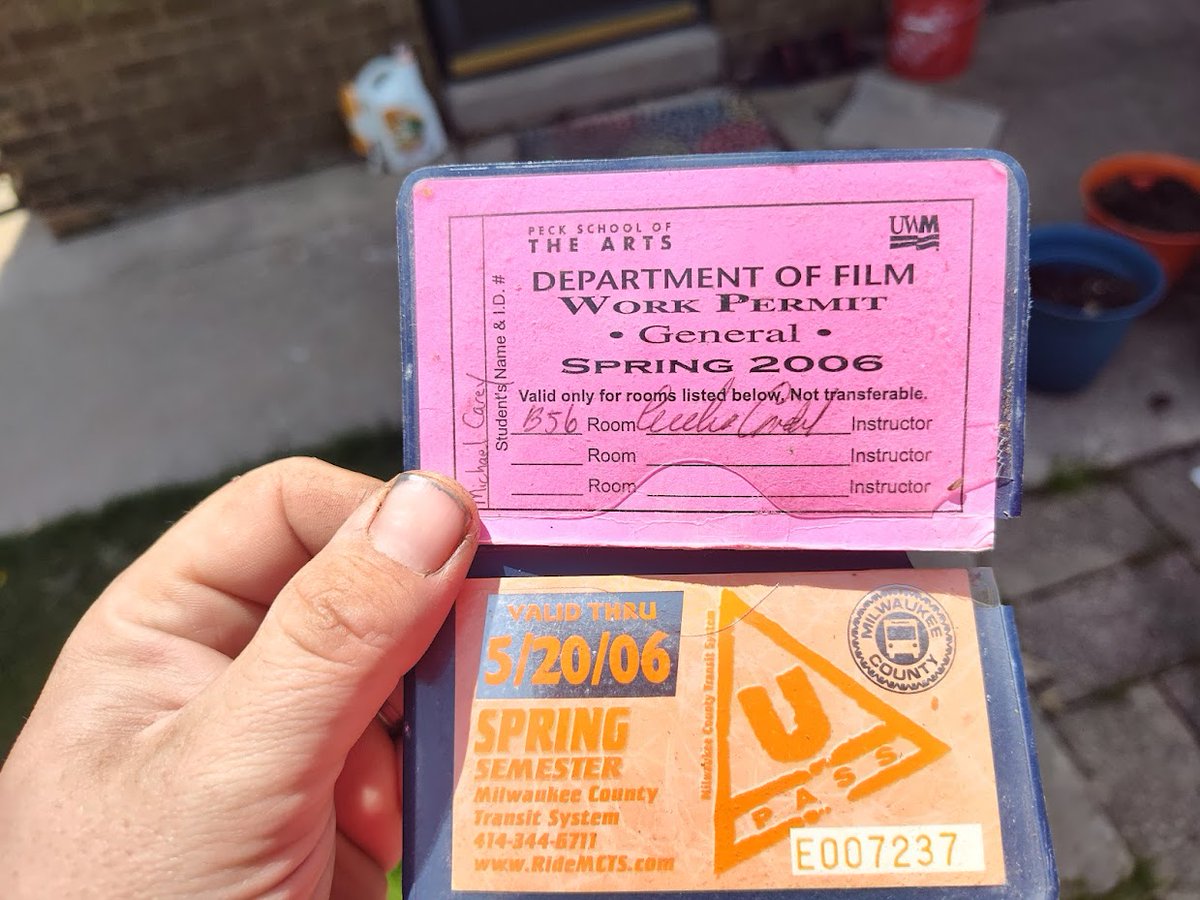 PECK SCHOOL OF
THE ARTS
UWM
DEPARTMENT OF FILM
WORK PERMIT
• General •
SPRING 2006
Valid only for rooms listed below, Not transferable.
B56 Room Instructor
Room Instructor
Room Instructor
Student's Name & I.D. #
Michael Carey
VALID THRU
5/20/06
SPRING
SEMESTER
Milwaukee County
Transit System
414-344-6711
www.RideMCTS.com
Milwaukee County Transit System
U
PASS
MILWAUKEE
COUNTY
E007237